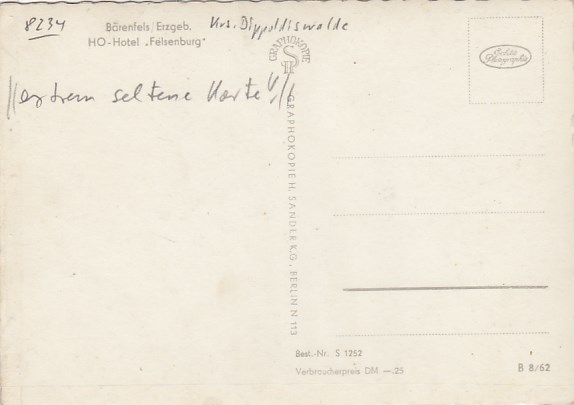 8234
Bärenfels/Erzgeb. Krs. Dippoldiswalde
HO-Hotel „Felsenburg"
//extrem seltene Karte!//
GRAPHOKOPIE
GRAPHOKOPIE H. SANDER K.G., BERLIN N 113
Echte
Photographie
Best.-Nr. S 1252
Verbraucherpreis DM —.25
B 8/62